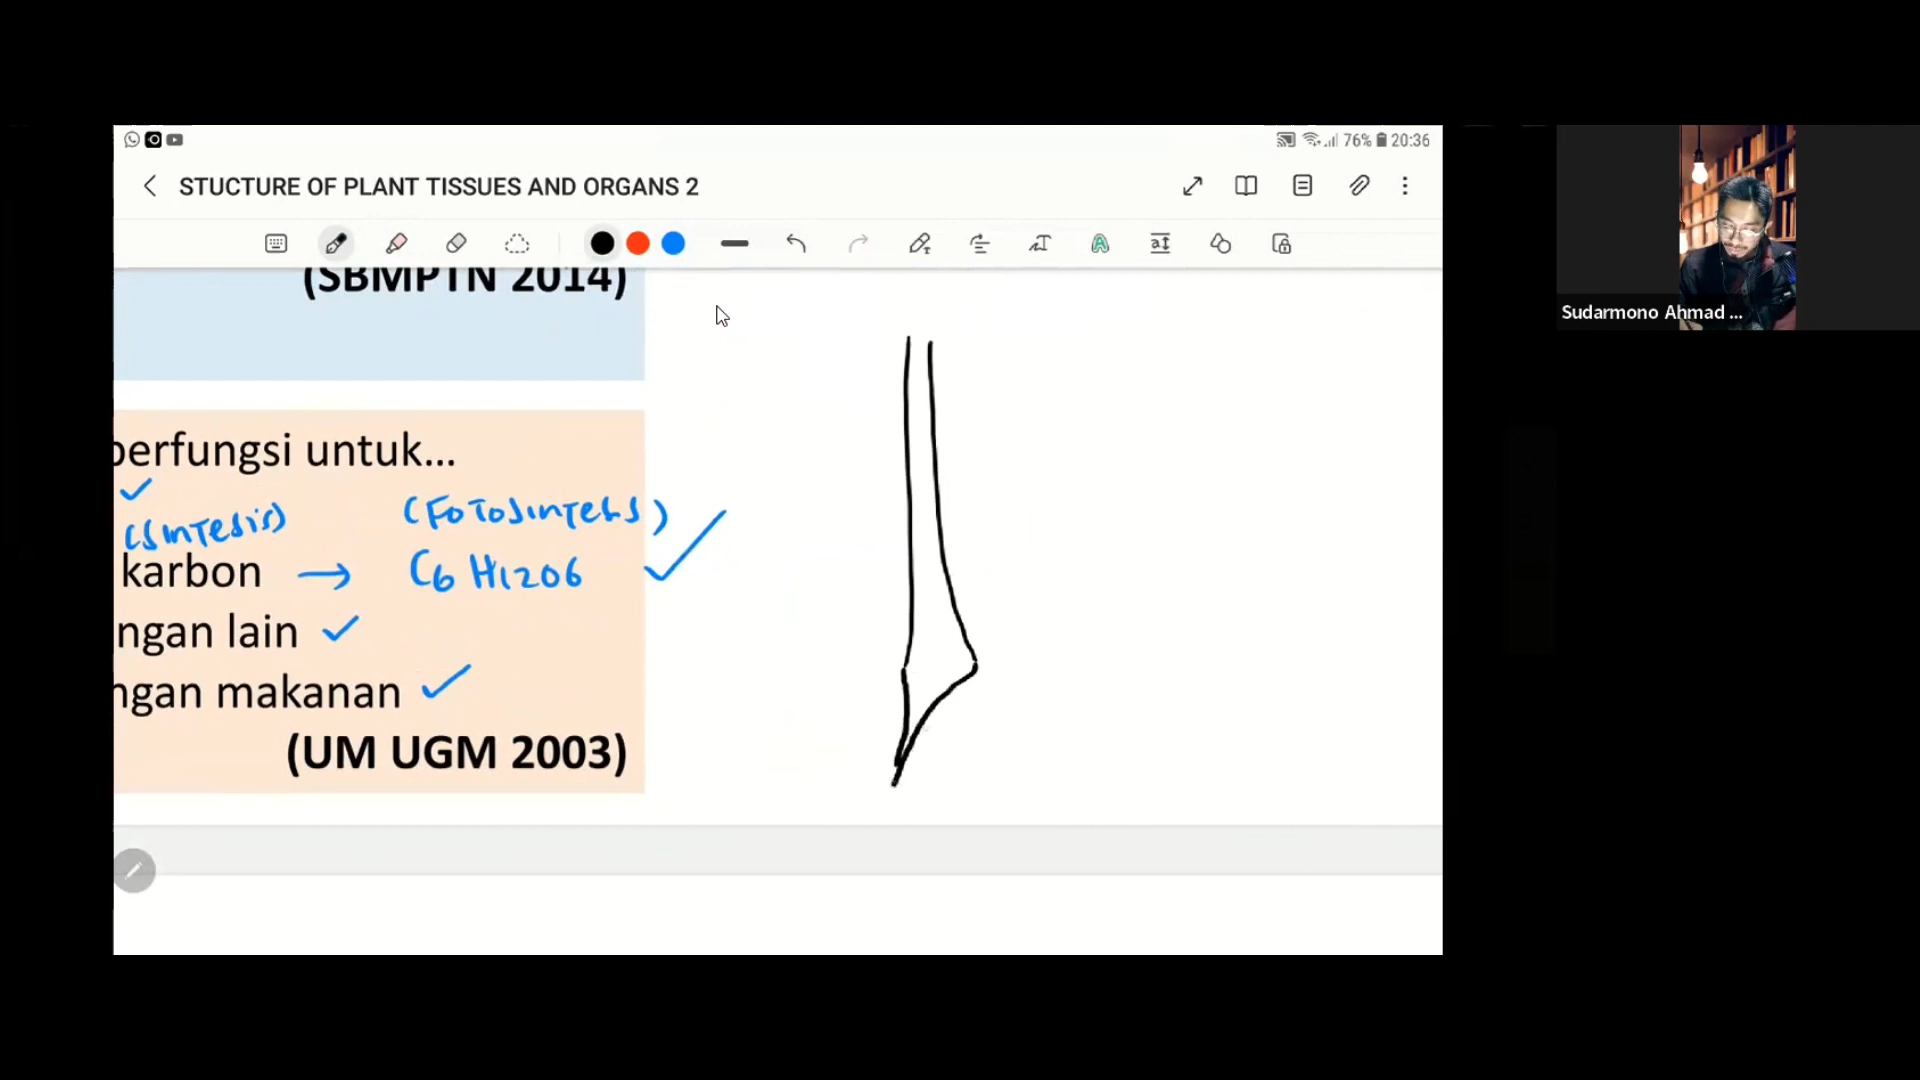 76% 20:36
STUCTURE OF PLANT TISSUES AND ORGANS 2
(SBMPTN 2014)
berfungsi untuk...
(Sintesis) (FOTOSINTESIS)
karbon → C6 H12O6
ngan lain
ngan makanan
(UM UGM 2003)
Sudarmono Ahmad ...